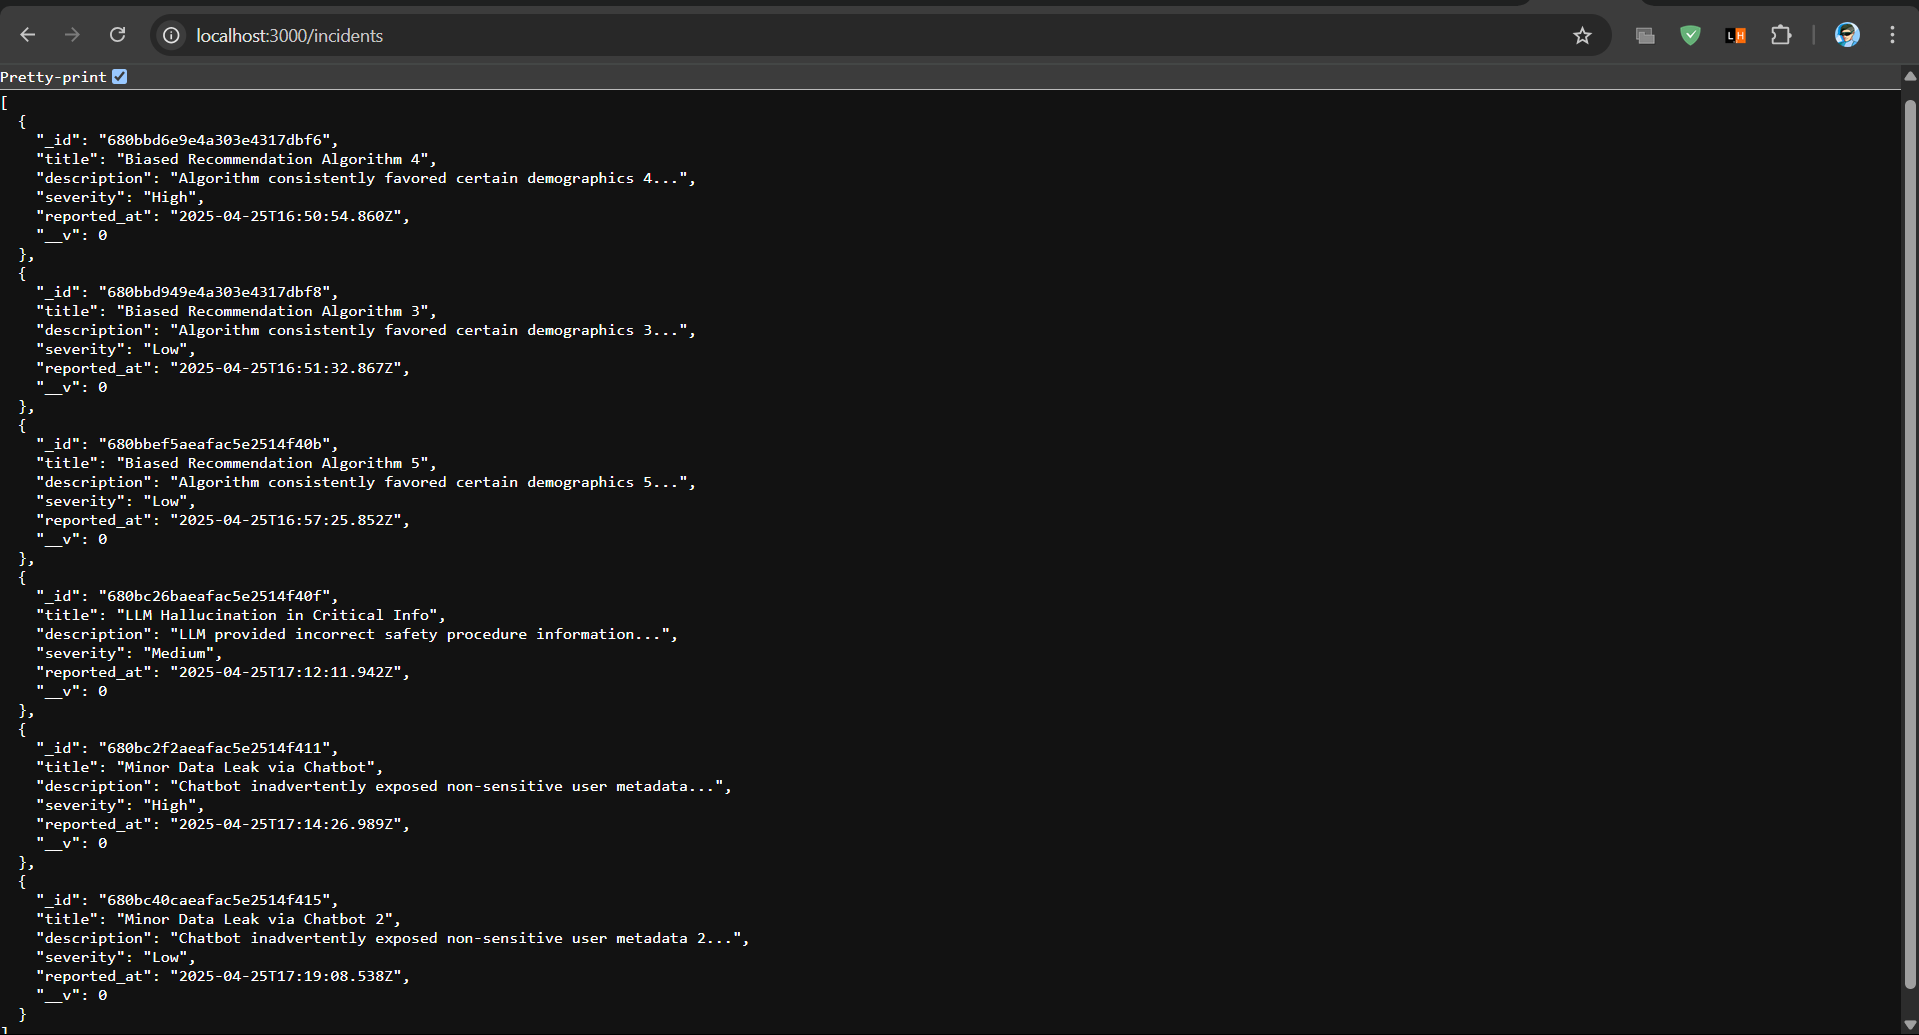 localhost:3000/incidents
LH
Pretty-print
[
  {
    "_id": "680bbd6e9e4a303e4317dbf6",
    "title": "Biased Recommendation Algorithm 4",
    "description": "Algorithm consistently favored certain demographics 4...",
    "severity": "High",
    "reported_at": "2025-04-25T16:50:54.860Z",
    "__v": 0
  },
  {
    "_id": "680bbd949e4a303e4317dbf8",
    "title": "Biased Recommendation Algorithm 3",
    "description": "Algorithm consistently favored certain demographics 3...",
    "severity": "Low",
    "reported_at": "2025-04-25T16:51:32.867Z",
    "__v": 0
  },
  {
    "_id": "680bbef5aeafac5e2514f40b",
    "title": "Biased Recommendation Algorithm 5",
    "description": "Algorithm consistently favored certain demographics 5...",
    "severity": "Low",
    "reported_at": "2025-04-25T16:57:25.852Z",
    "__v": 0
  },
  {
    "_id": "680bc26baeafac5e2514f40f",
    "title": "LLM Hallucination in Critical Info",
    "description": "LLM provided incorrect safety procedure information...",
    "severity": "Medium",
    "reported_at": "2025-04-25T17:12:11.942Z",
    "__v": 0
  },
  {
    "_id": "680bc2f2aeafac5e2514f411",
    "title": "Minor Data Leak via Chatbot",
    "description": "Chatbot inadvertently exposed non-sensitive user metadata...",
    "severity": "High",
    "reported_at": "2025-04-25T17:14:26.989Z",
    "__v": 0
  },
  {
    "_id": "680bc40caeafac5e2514f415",
    "title": "Minor Data Leak via Chatbot 2",
    "description": "Chatbot inadvertently exposed non-sensitive user metadata 2...",
    "severity": "Low",
    "reported_at": "2025-04-25T17:19:08.538Z",
    "__v": 0
  }
]